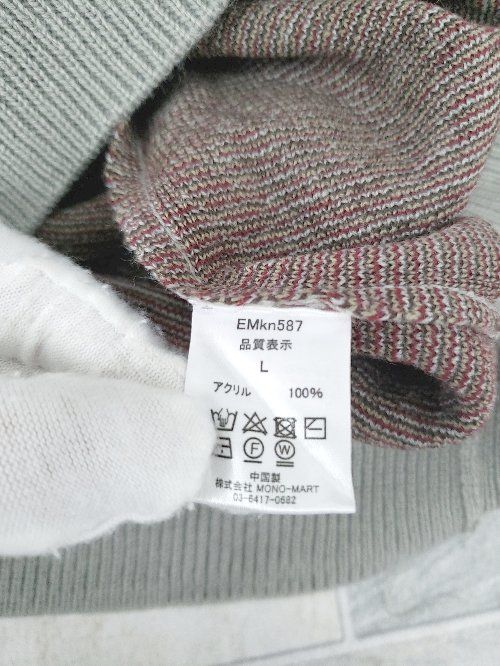 EMkn587
品質表示
L
アクリル 100%
F W
中国製
株式会社 MONO-MART
03-6417-0682